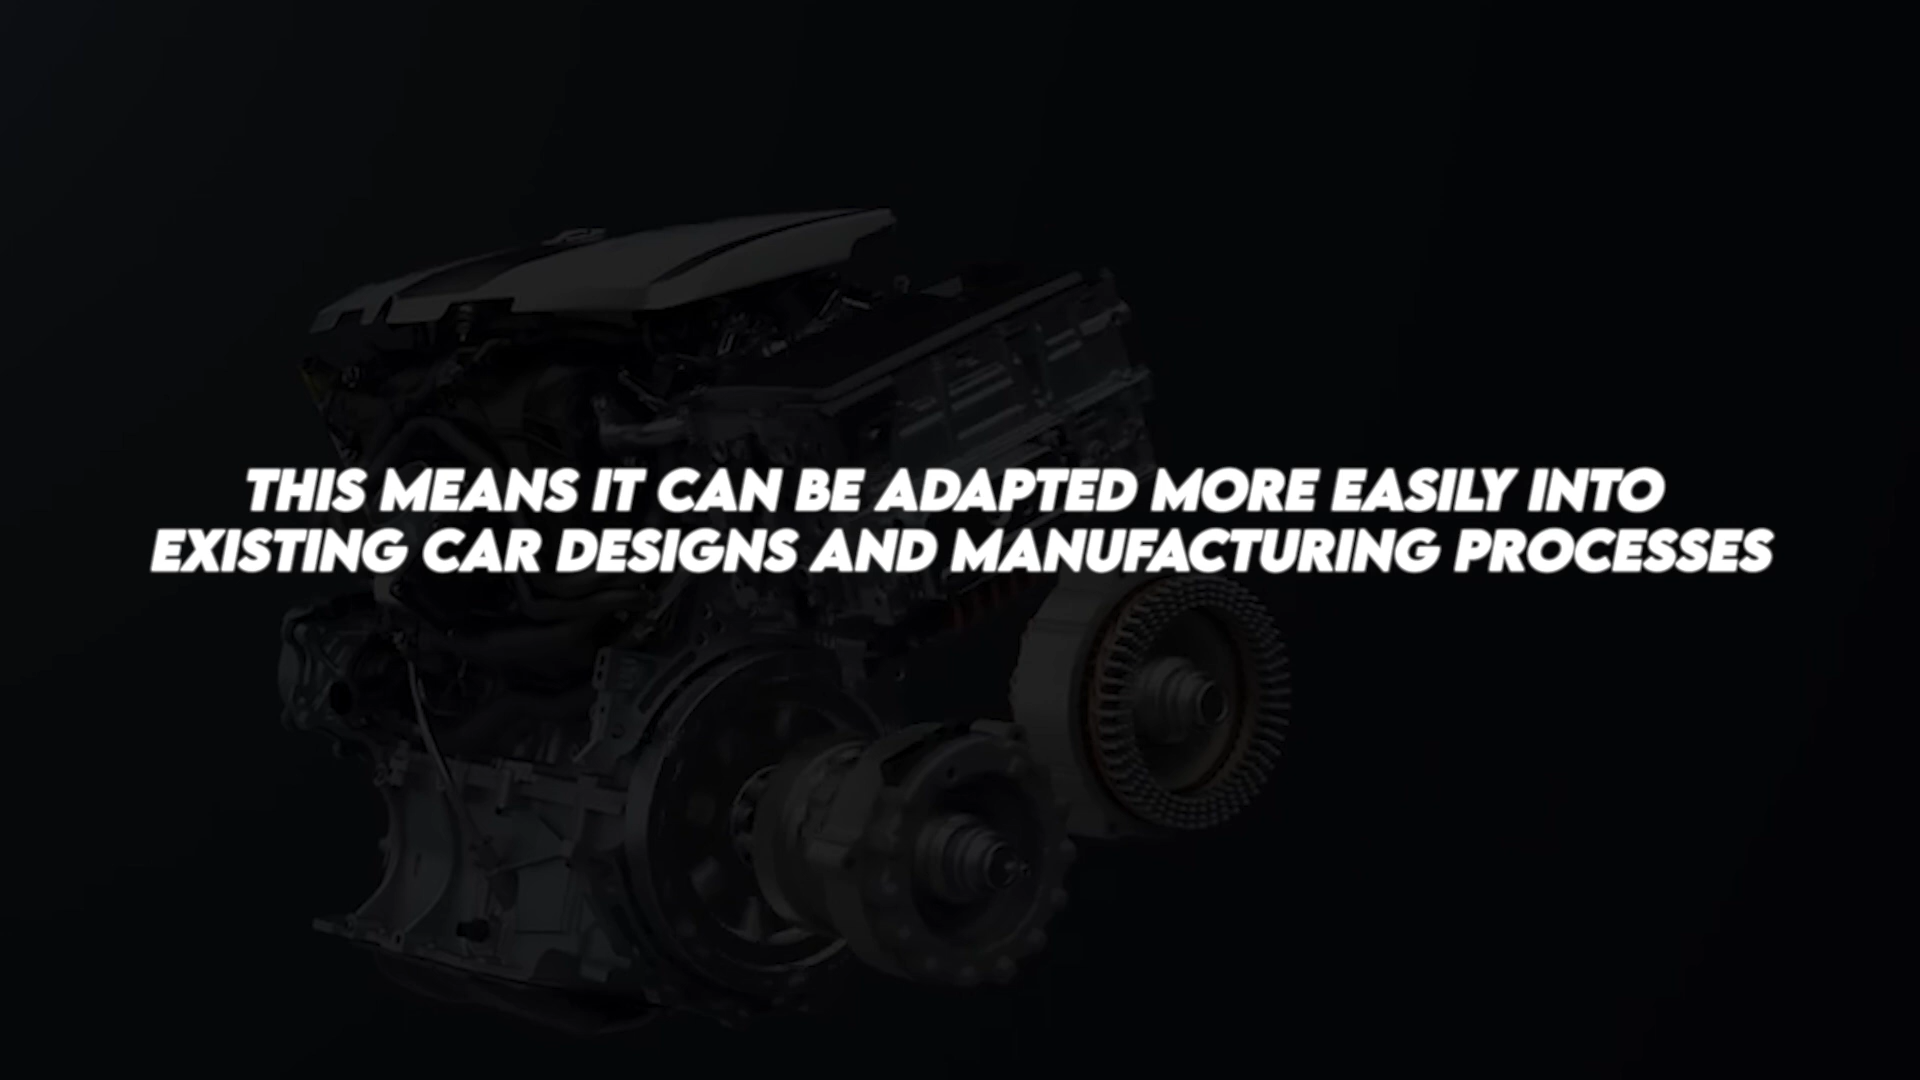 THIS MEANS IT CAN BE ADAPTED MORE EASILY INTO
EXISTING CAR DESIGNS AND MANUFACTURING PROCESSES